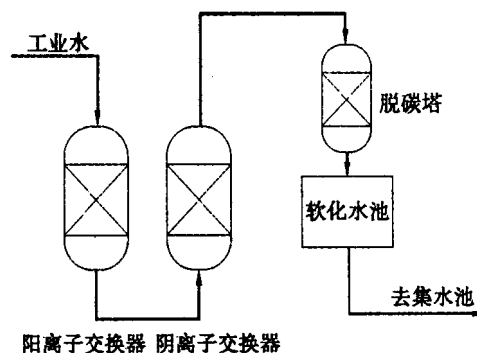 工业水
脱碳塔
软化水池
去集水池
阳离子交换器 阴离子交换器